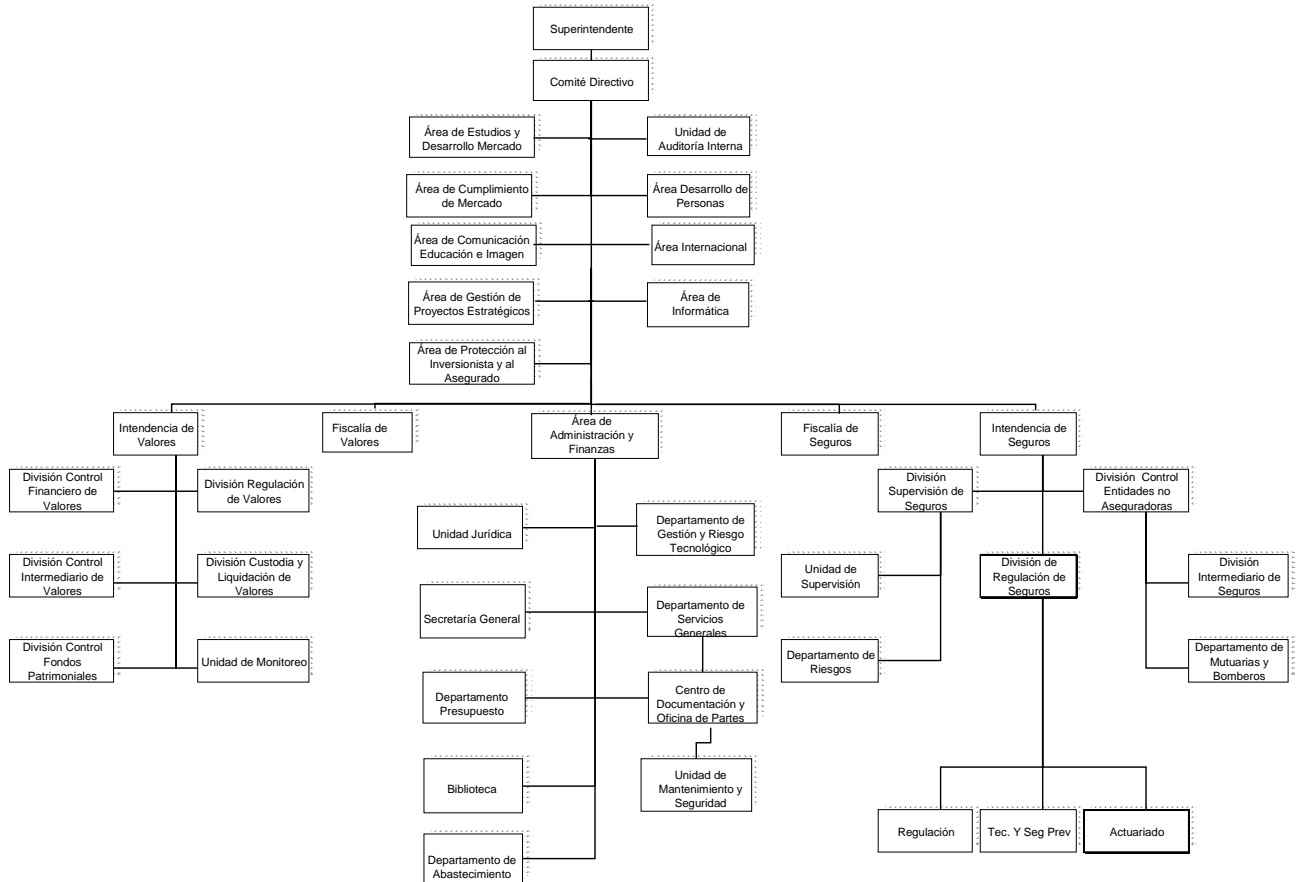 Superintendente
Comité Directivo
Área de Estudios y
Desarrollo Mercado
Unidad de
Auditoría Interna
Área de Cumplimiento
de Mercado
Área Desarrollo de
Personas
Área de Comunicación
Educación e Imagen
Área Internacional
Área de Gestión de
Proyectos Estratégicos
Área de
Informática
Área de Protección al
Inversionista y al
Asegurado
Intendencia de
Valores
Fiscalía de
Valores
Área de
Administración y
Finanzas
Fiscalía de
Seguros
Intendencia de
Seguros
División Control
Financiero de
Valores
División Regulación
de Valores
División
Supervisión de
Seguros
División Control
Entidades no
Aseguradoras
Unidad Jurídica
Departamento de
Gestión y Riesgo
Tecnológico
División Control
Intermediario de
Valores
División Custodia y
Liquidación de
Valores
Unidad de
Supervisión
División de
Regulación de
Seguros
División
Intermediario de
Seguros
Secretaría General
Departamento de
Servicios
Generales
División Control
Fondos
Patrimoniales
Unidad de Monitoreo
Departamento de
Riesgos
Departamento de
Mutuarias y
Bomberos
Departamento
Presupuesto
Centro de
Documentación y
Oficina de Partes
Biblioteca
Unidad de
Mantenimiento y
Seguridad
Regulación
Tec. Y Seg Prev
Actuariado
Departamento de
Abastecimiento